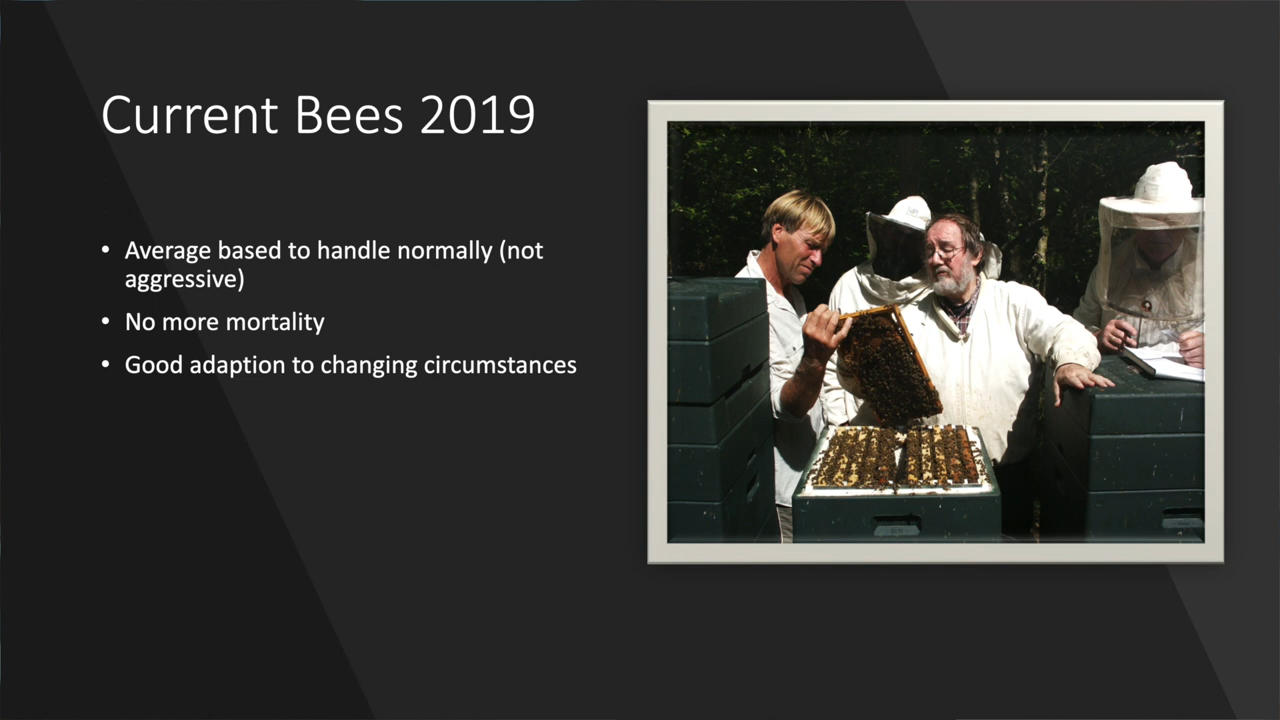 Current Bees 2019
• Average based to handle normally (not
aggressive)
• No more mortality
• Good adaption to changing circumstances